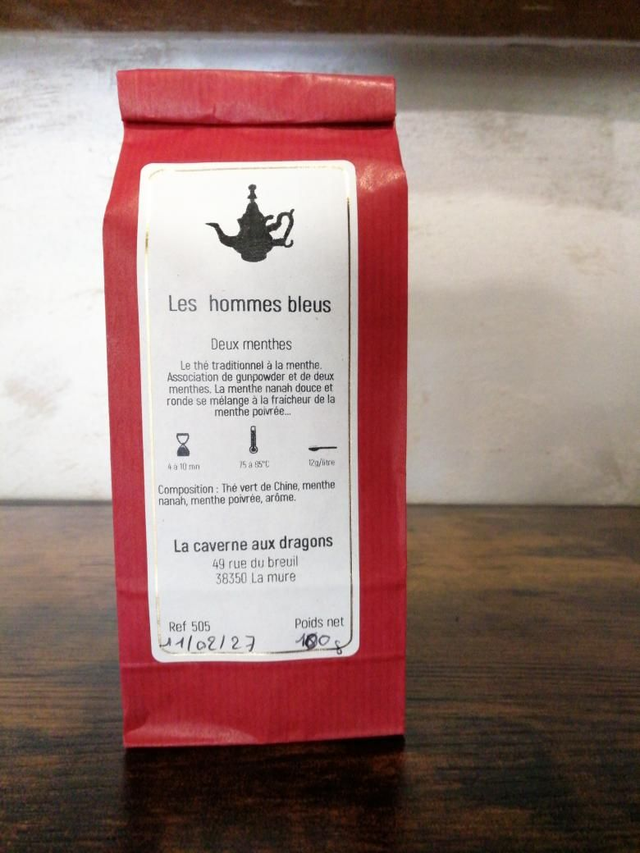 Les hommes bleus
Deux menthes
Le thé traditionnel à la menthe.
Association de gunpowder et de deux
menthes. La menthe nanah douce et
ronde se mélange à la fraicheur de la
menthe poivrée...
4 à 10 mn 75 à 85°C 12g/litre
Composition : Thé vert de Chine, menthe
nanah, menthe poivrée, arôme.
La caverne aux dragons
49 rue du breuil
38350 La mure
Ref 505 Poids net
11/02/27 100g